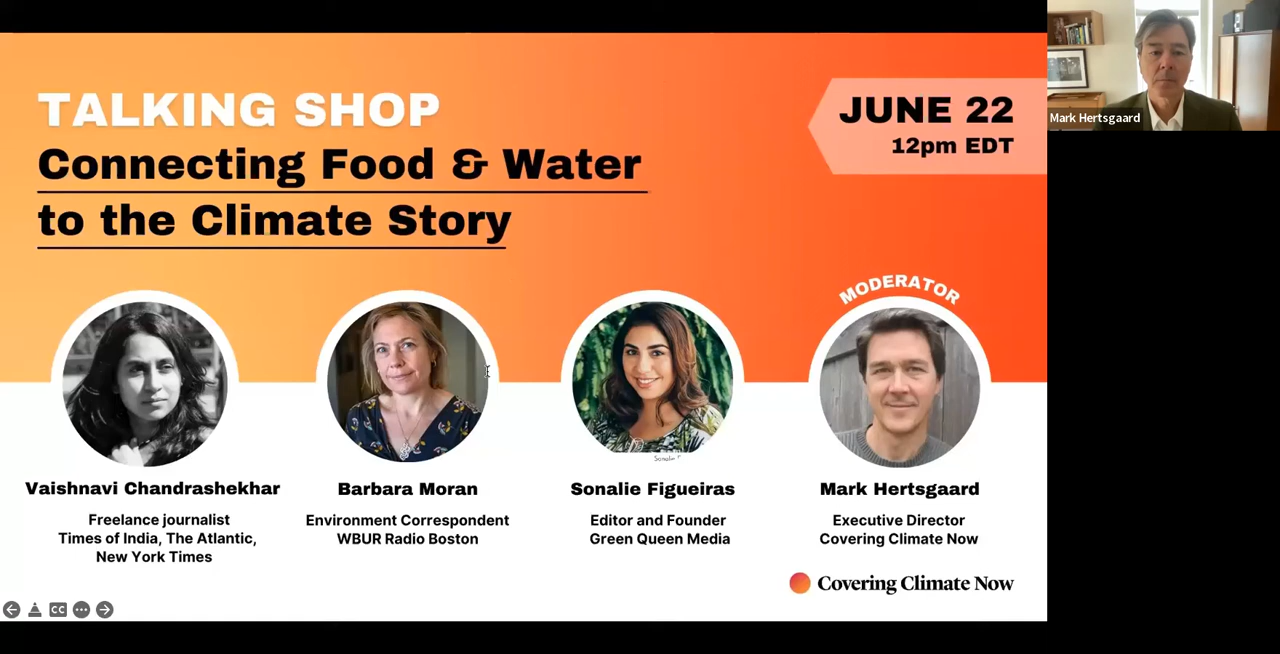 TALKING SHOP
Connecting Food & Water
to the Climate Story
JUNE 22
12pm EDT
Mark Hertsgaard
MODERATOR
Vaishnavi Chandrashekhar
Freelance journalist
Times of India, The Atlantic,
New York Times
Barbara Moran
Environment Correspondent
WBUR Radio Boston
Sonalie F
Sonalie Figueiras
Editor and Founder
Green Queen Media
Mark Hertsgaard
Executive Director
Covering Climate Now
Covering Climate Now
CC